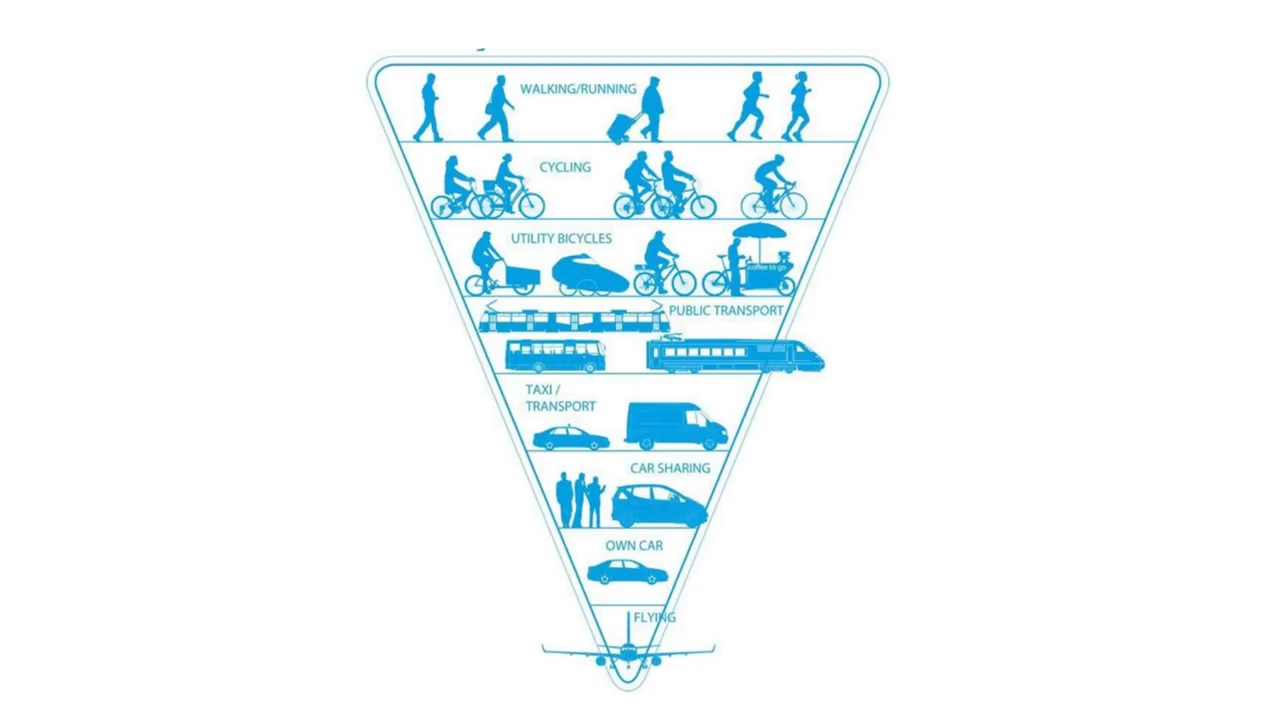 WALKING/RUNNING
CYCLING
UTILITY BICYCLES
coffee to go
PUBLIC TRANSPORT
TAXI /
TRANSPORT
CAR SHARING
OWN CAR
FLYING